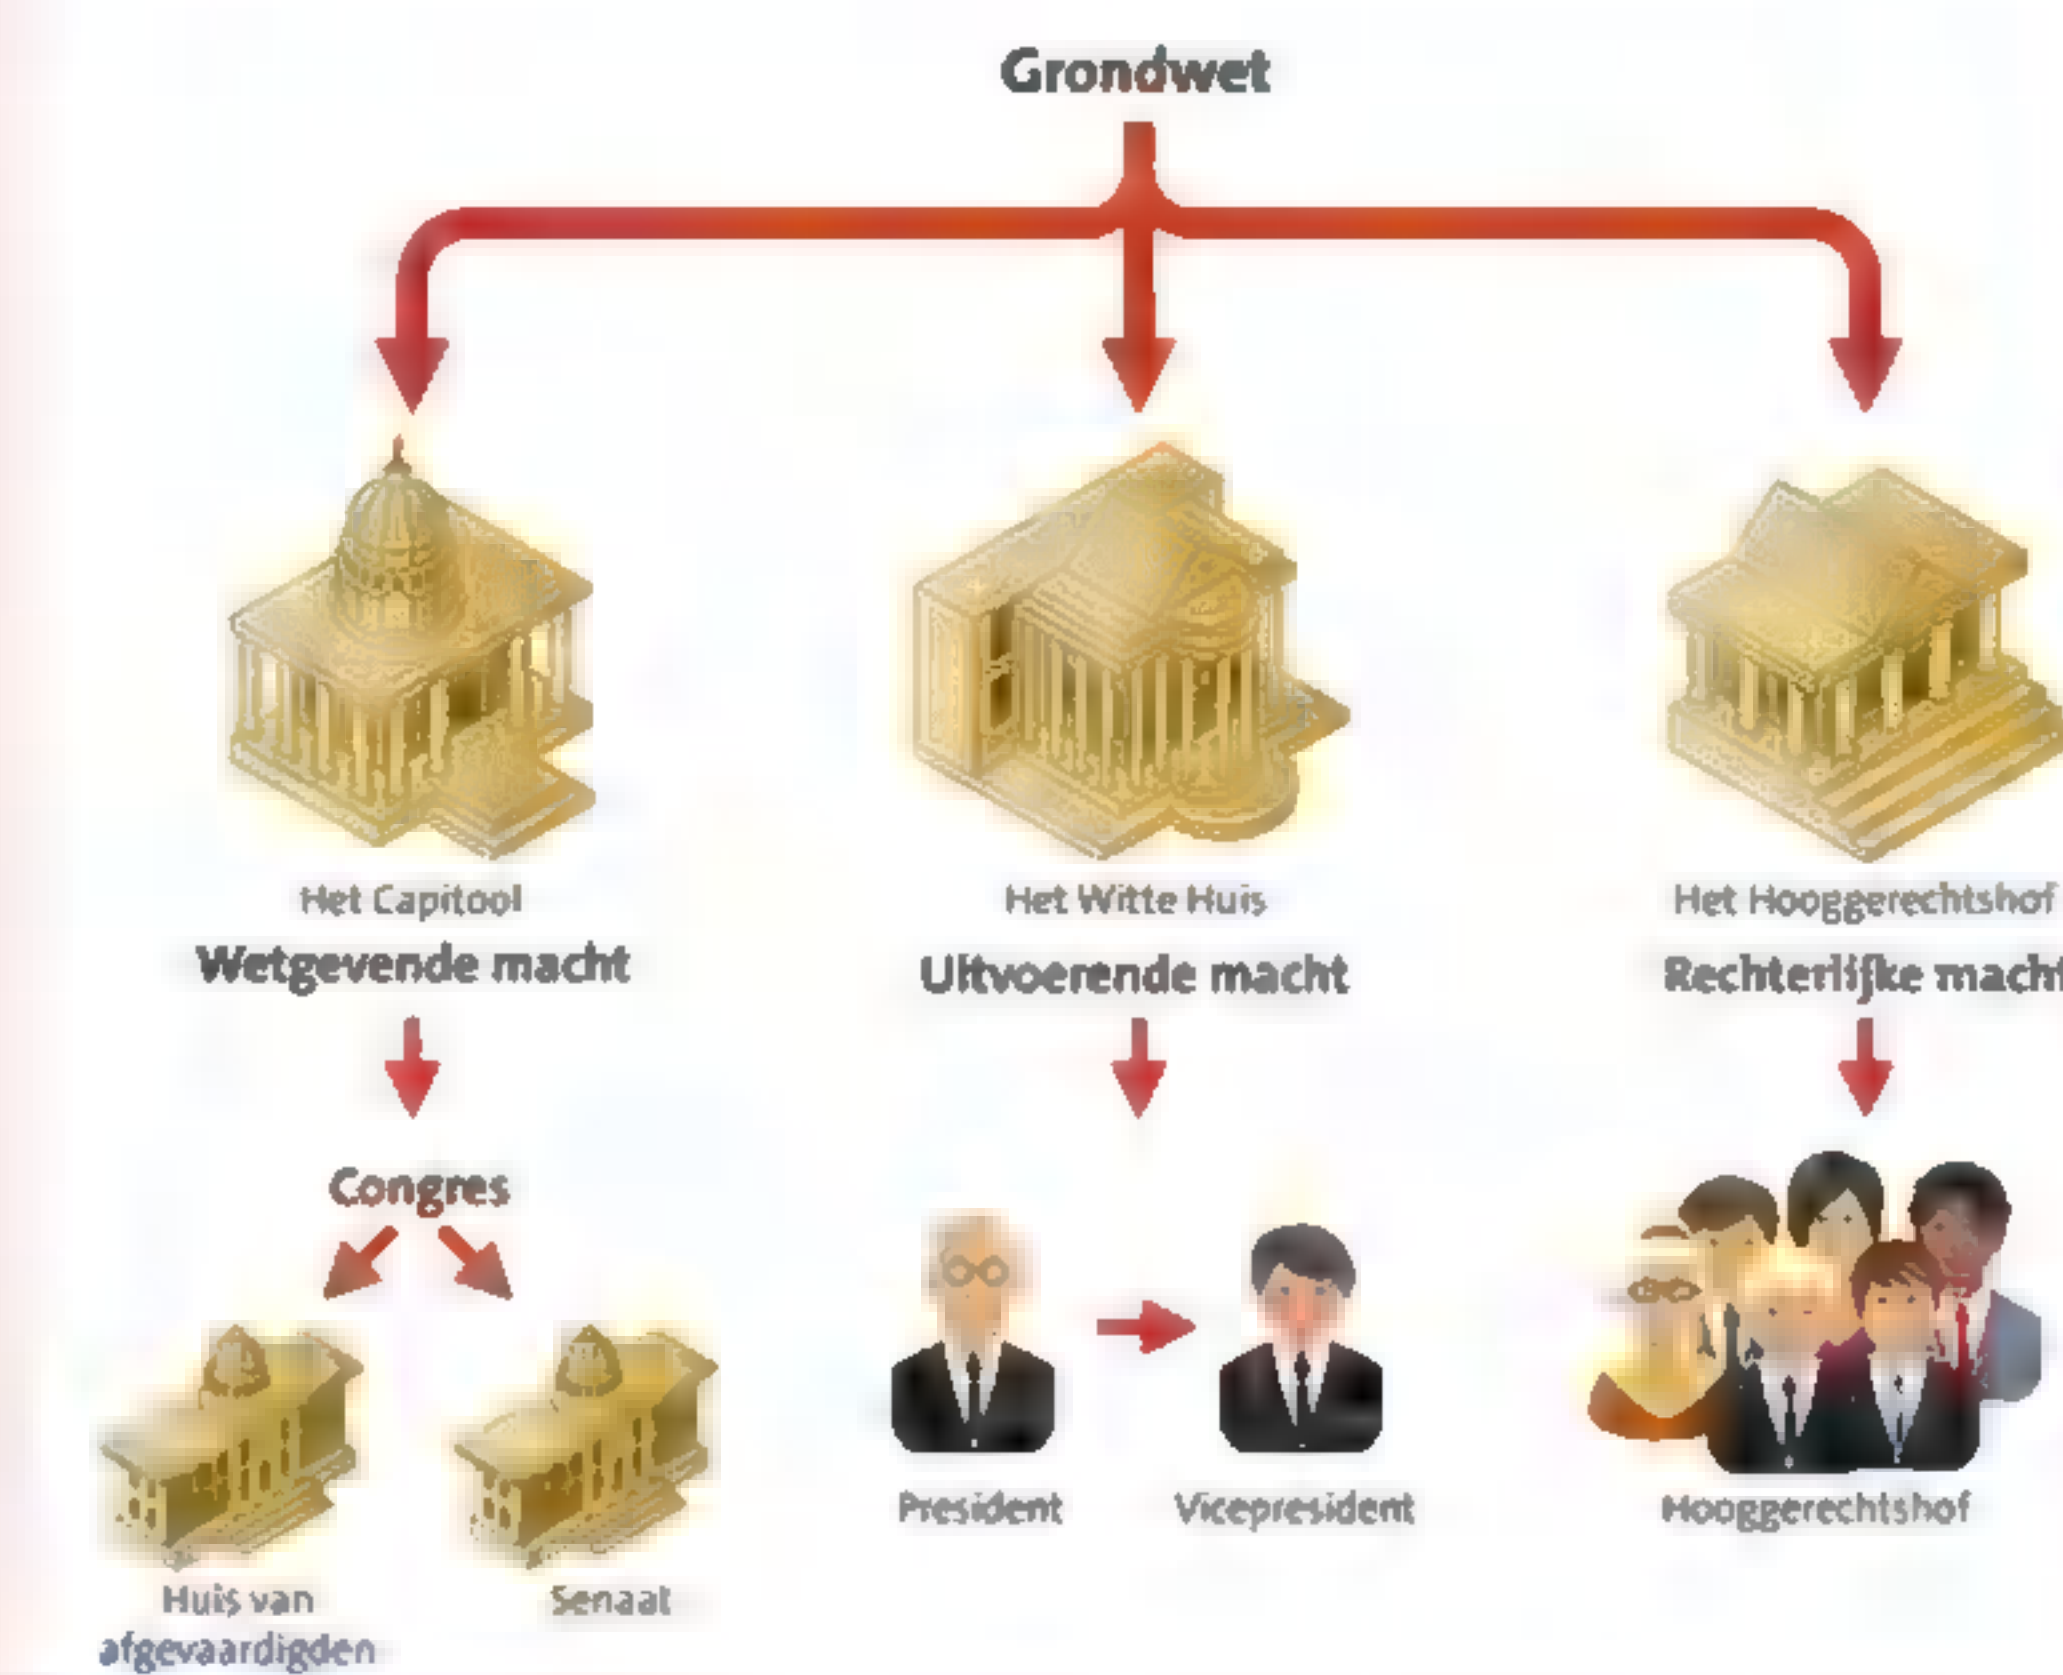 Grondwet
Het Capitool
Wetgevende macht
Het Witte Huis
Uitvoerende macht
Het Hooggerechtshof
Rechterlijke macht
Congres
Huis van
afgevaardigden
Senaat
President
Vicepresident
Hooggerechtshof